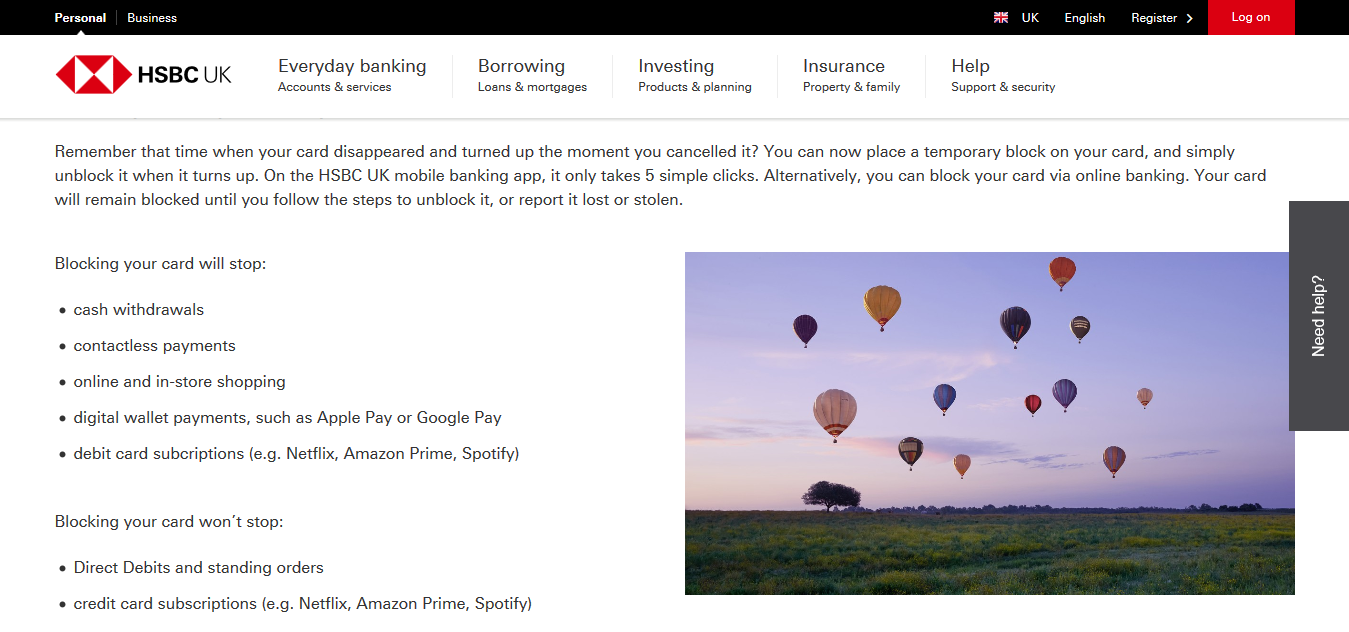 Personal Business UK English Register Log on
HSBC UK
Everyday banking Borrowing Investing Insurance Help
Accounts & services Loans & mortgages Products & planning Property & family Support & security
Remember that time when your card disappeared and turned up the moment you cancelled it? You can now place a temporary block on your card, and simply
unblock it when it turns up. On the HSBC UK mobile banking app, it only takes 5 simple clicks. Alternatively, you can block your card via online banking. Your card
will remain blocked until you follow the steps to unblock it, or report it lost or stolen.
Need help?
Blocking your card will stop:
cash withdrawals
contactless payments
online and in-store shopping
digital wallet payments, such as Apple Pay or Google Pay
debit card subcriptions (e.g. Netflix, Amazon Prime, Spotify)
Blocking your card won't stop:
Direct Debits and standing orders
credit card subscriptions (e.g. Netflix, Amazon Prime, Spotify)